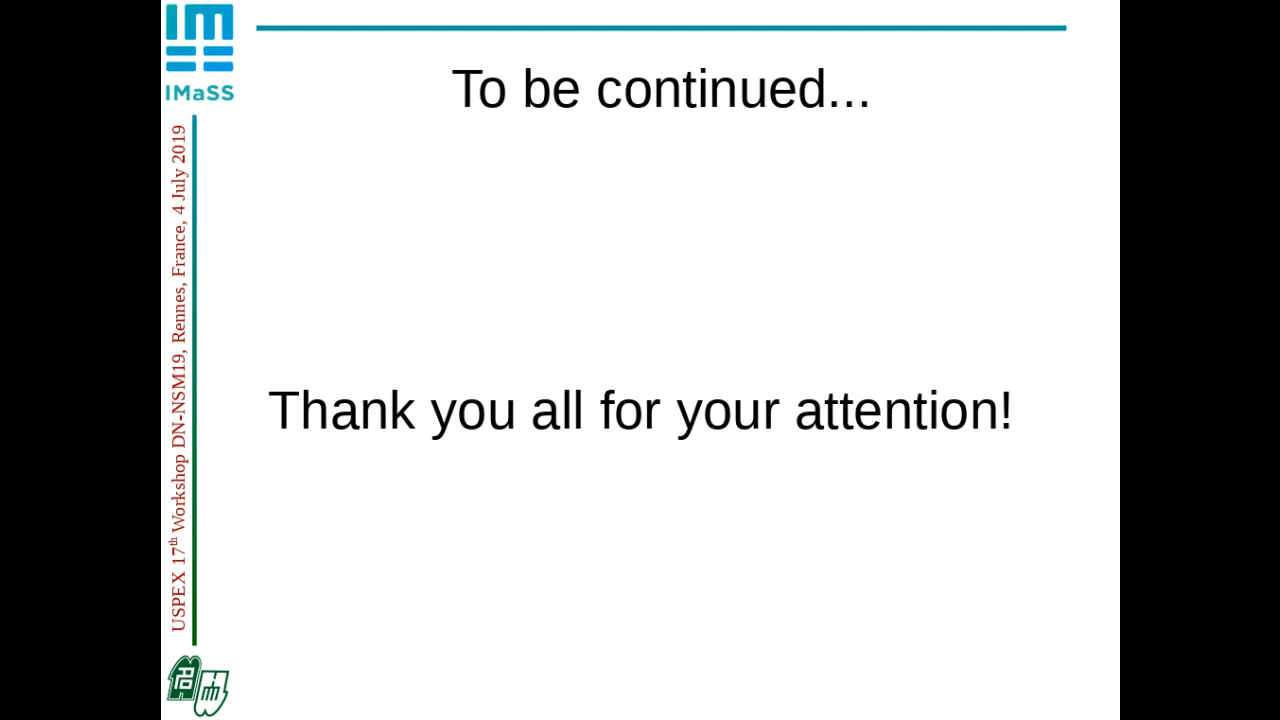 IMaSS
To be continued...
USPEX 17th Workshop DN-NSM19, Rennes, France, 4 July 2019
Thank you all for your attention!